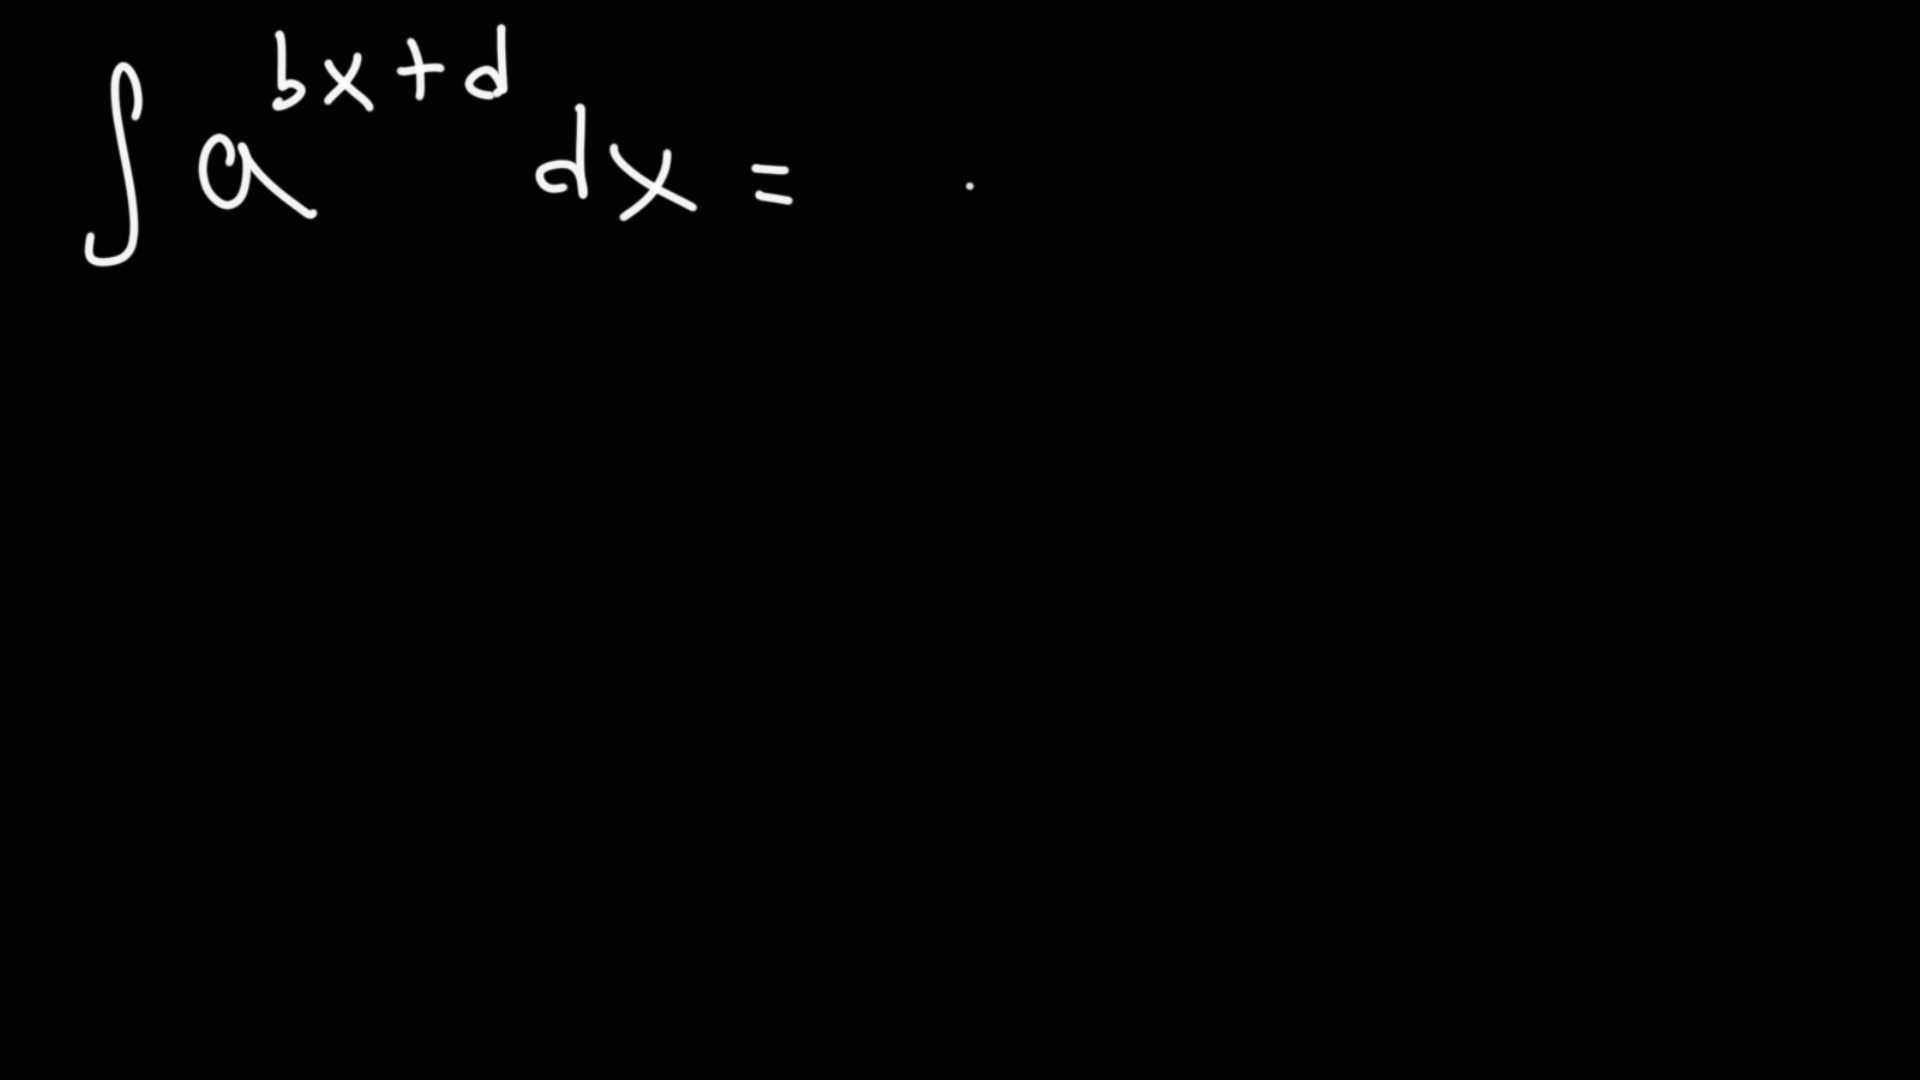 ∫ a^{bx+d} dx =